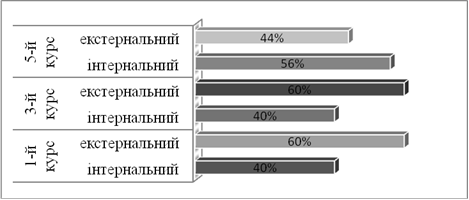 5-й курс
екстернальний 44%
інтернальний 56%
3-й курс
екстернальний 60%
інтернальний 40%
1-й курс
екстернальний 60%
інтернальний 40%